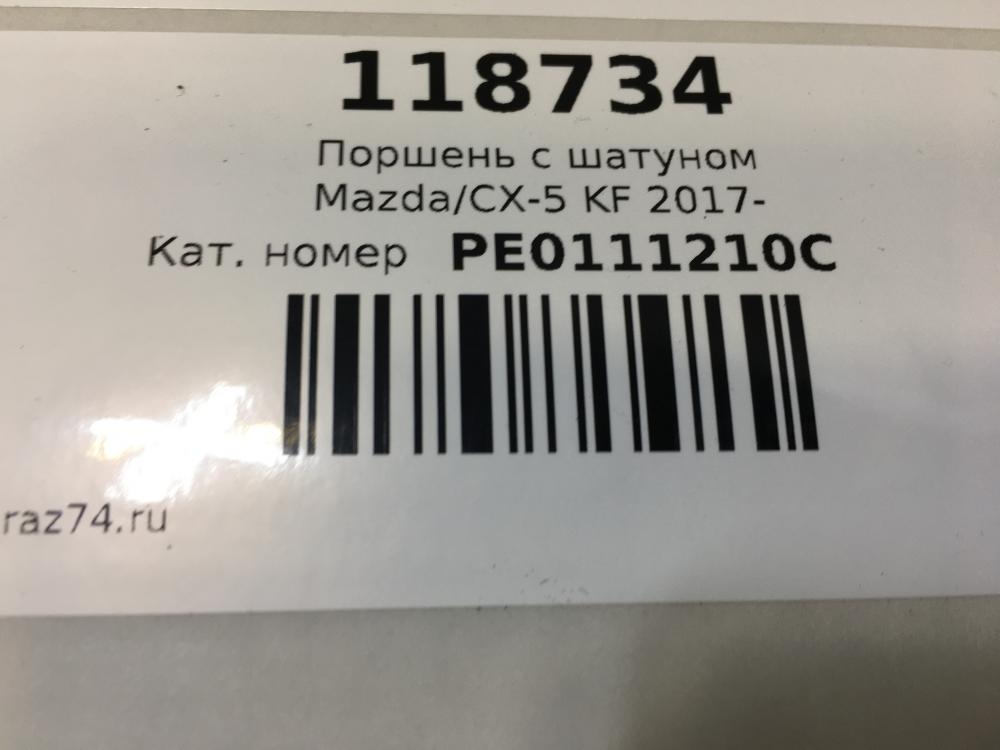 118734
Поршень с шатуном
Mazda/CX-5 KF 2017-
Кат. номер PE0111210C
raz74.ru